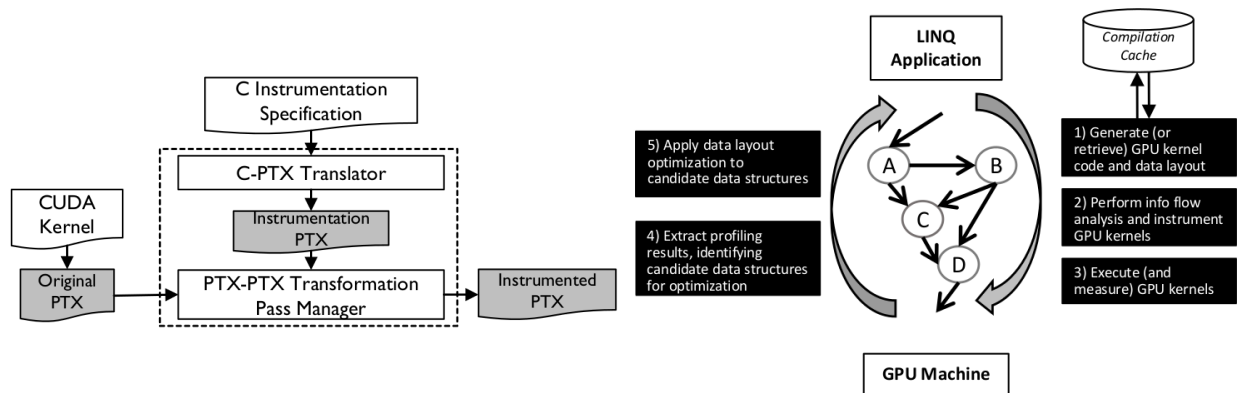 C Instrumentation
Specification
C-PTX Translator
CUDA
Kernel
Instrumentation
PTX
Original
PTX
PTX-PTX Transformation
Pass Manager
Instrumented
PTX
LINQ
Application
Compilation
Cache
5) Apply data layout
optimization to
candidate data structures
4) Extract profiling
results, identifying
candidate data structures
for optimization
A
B
C
D
1) Generate (or
retrieve) GPU kernel
code and data layout
2) Perform info flow
analysis and instrument
GPU kernels
3) Execute (and
measure) GPU kernels
GPU Machine